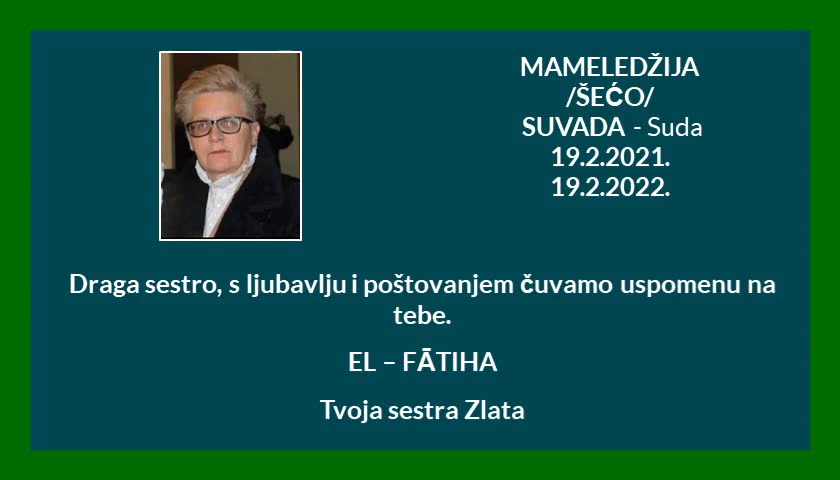 MAMELEDŽIJA
/ŠEĆO/
SUVADA - Suda
19.2.2021.
19.2.2022.
Draga sestro, s ljubavlju i poštovanjem čuvamo uspomenu na
tebe.
EL – FĀTIHA
Tvoja sestra Zlata